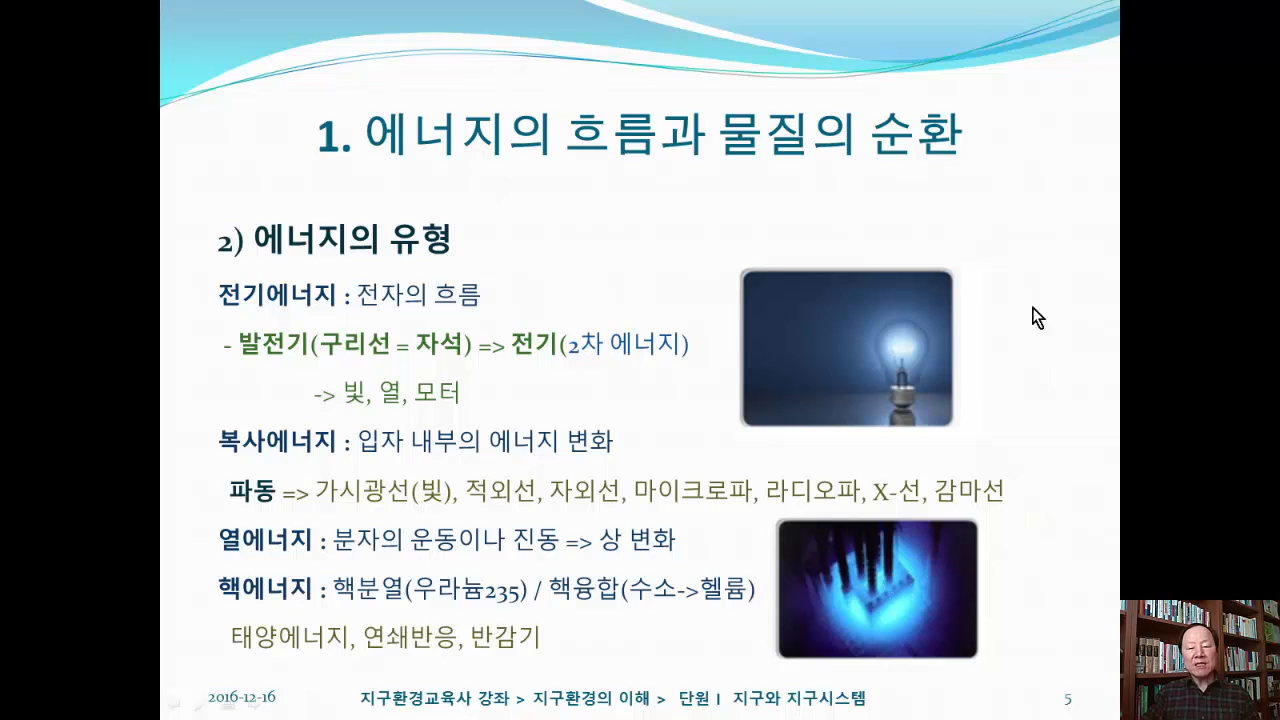 1. 에너지의 흐름과 물질의 순환
2) 에너지의 유형
전기에너지 : 전자의 흐름
- 발전기(구리선 = 자석) => 전기(2차 에너지)
-> 빛, 열, 모터
복사에너지 : 입자 내부의 에너지 변화
파동 => 가시광선(빛), 적외선, 자외선, 마이크로파, 라디오파, X-선, 감마선
열에너지 : 분자의 운동이나 진동 => 상 변화
핵에너지 : 핵분열(우라늄235) / 핵융합(수소->헬륨)
태양에너지, 연쇄반응, 반감기
2016-12-16 지구환경교육사 강좌 > 지구환경의 이해 > 단원 I 지구와 지구시스템 5